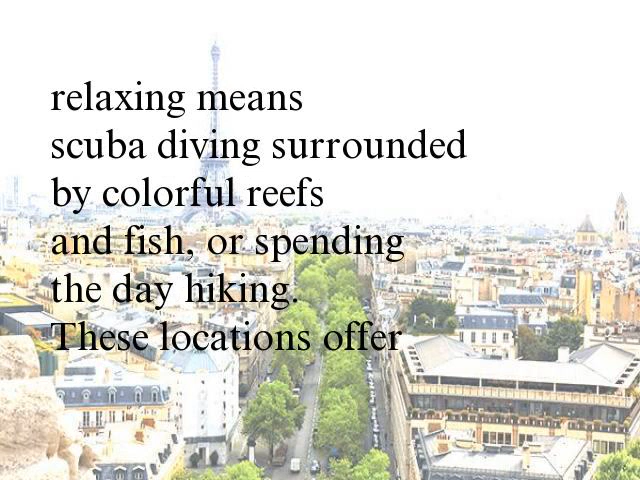 relaxing means
scuba diving surrounded
by colorful reefs
and fish, or spending
the day hiking.
These locations offer